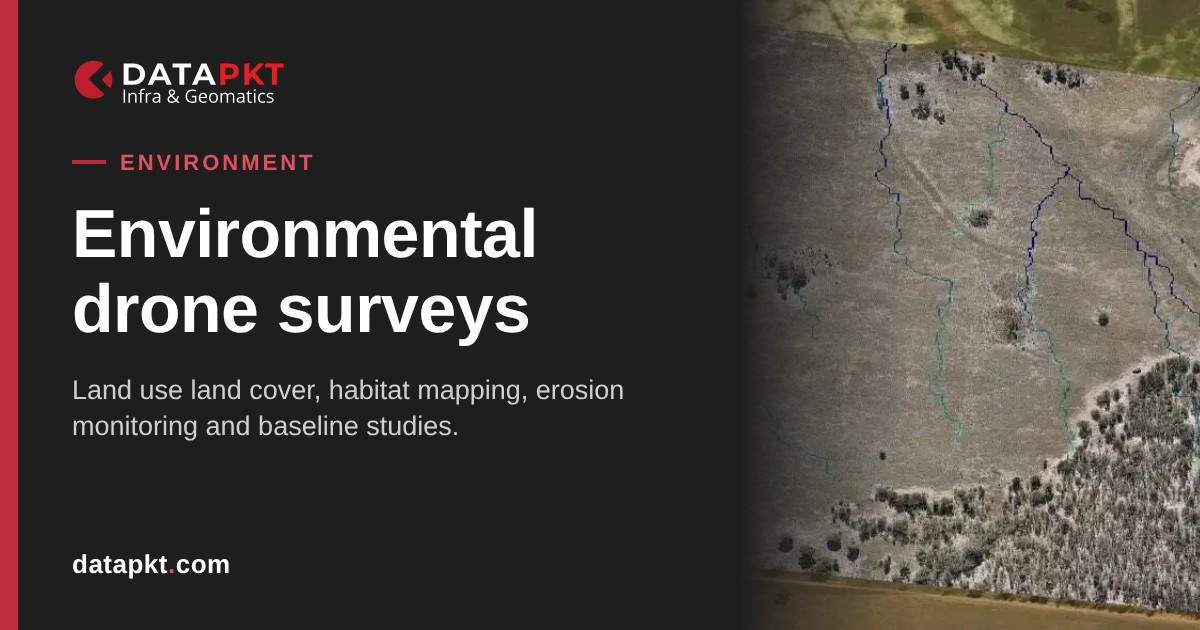 DATAPKT
Infra & Geomatics
ENVIRONMENT
Environmental
drone surveys
Land use land cover, habitat mapping, erosion
monitoring and baseline studies.
datapkt.com